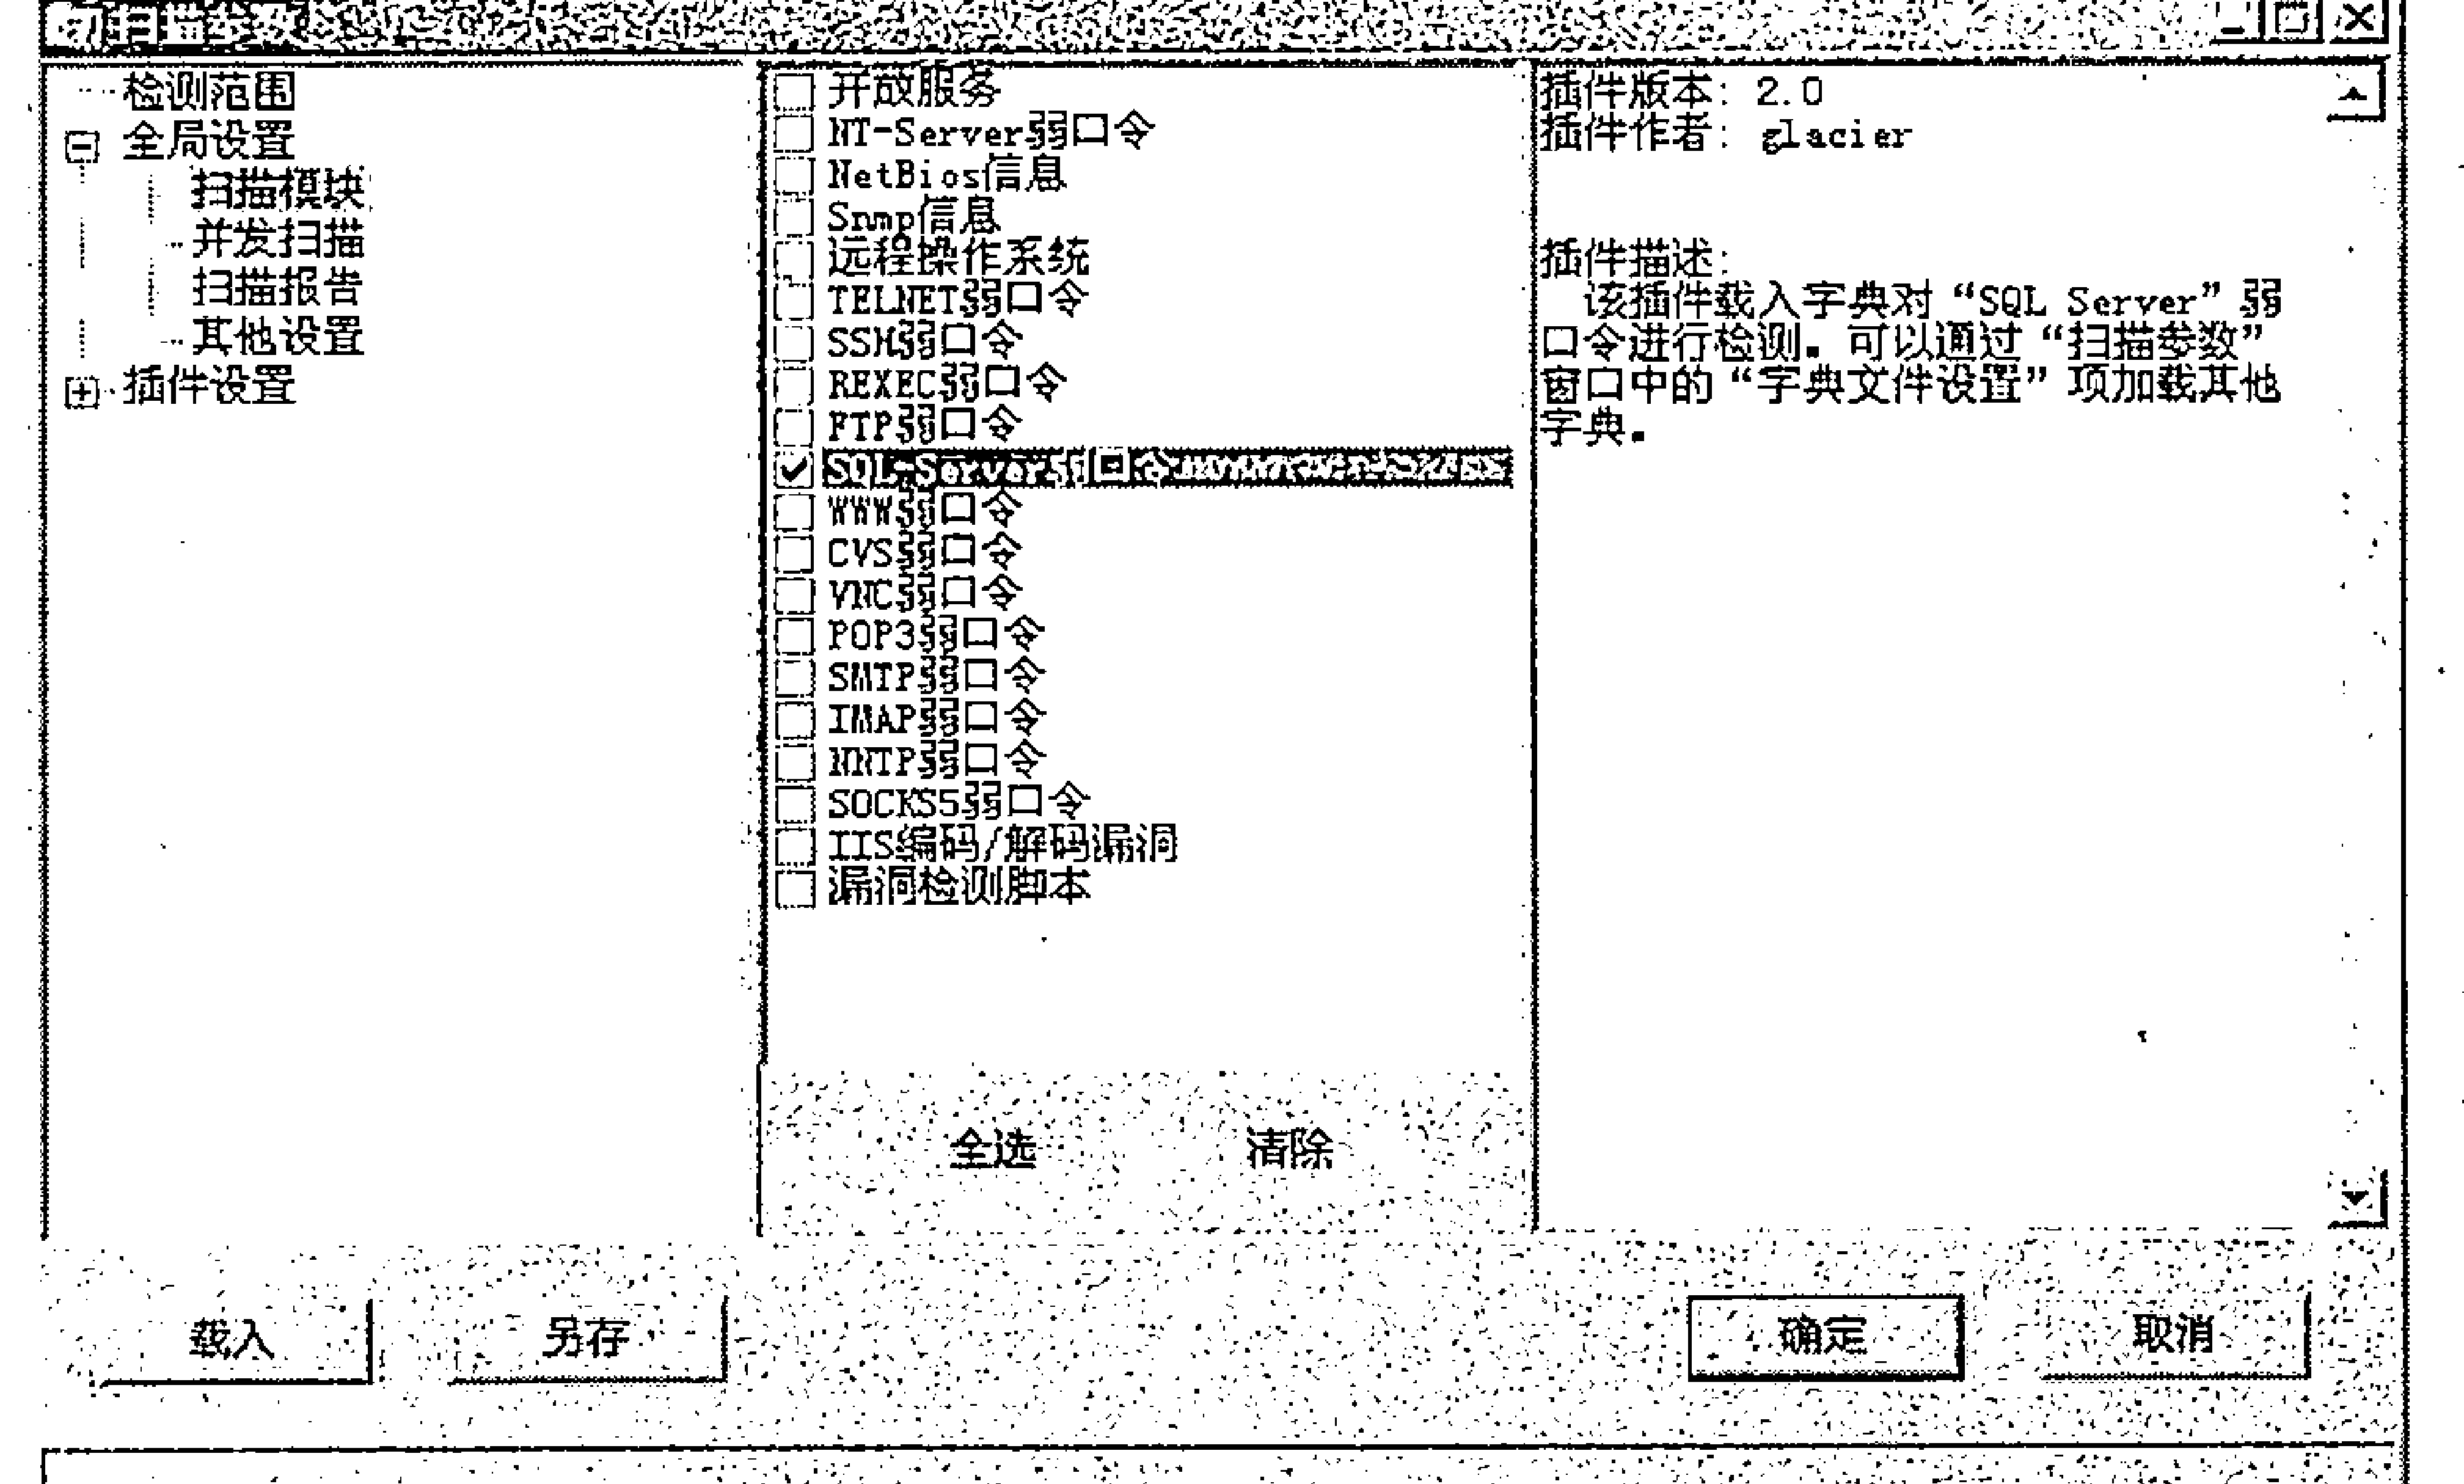 扫描参数
检测范围
全局设置
扫描模块
并发扫描
扫描报告
其他设置
插件设置
开放服务
NT-Server弱口令
NetBios信息
Snmp信息
远程操作系统
TELNET弱口令
SSH弱口令
REXEC弱口令
FTP弱口令
SQL-Server弱口令
WWW弱口令
CVS弱口令
VNC弱口令
POP3弱口令
SMTP弱口令
IMAP弱口令
NNTP弱口令
SOCKS5弱口令
IIS编码/解码漏洞
漏洞检测脚本
全选
清除
插件版本: 2.0
插件作者: glacier
插件描述:
该插件载入字典对“SQL Server”弱
口令进行检测。可以通过“扫描参数”
窗口中的“字典文件设置”项加载其他
字典。
载入
另存
确定
取消